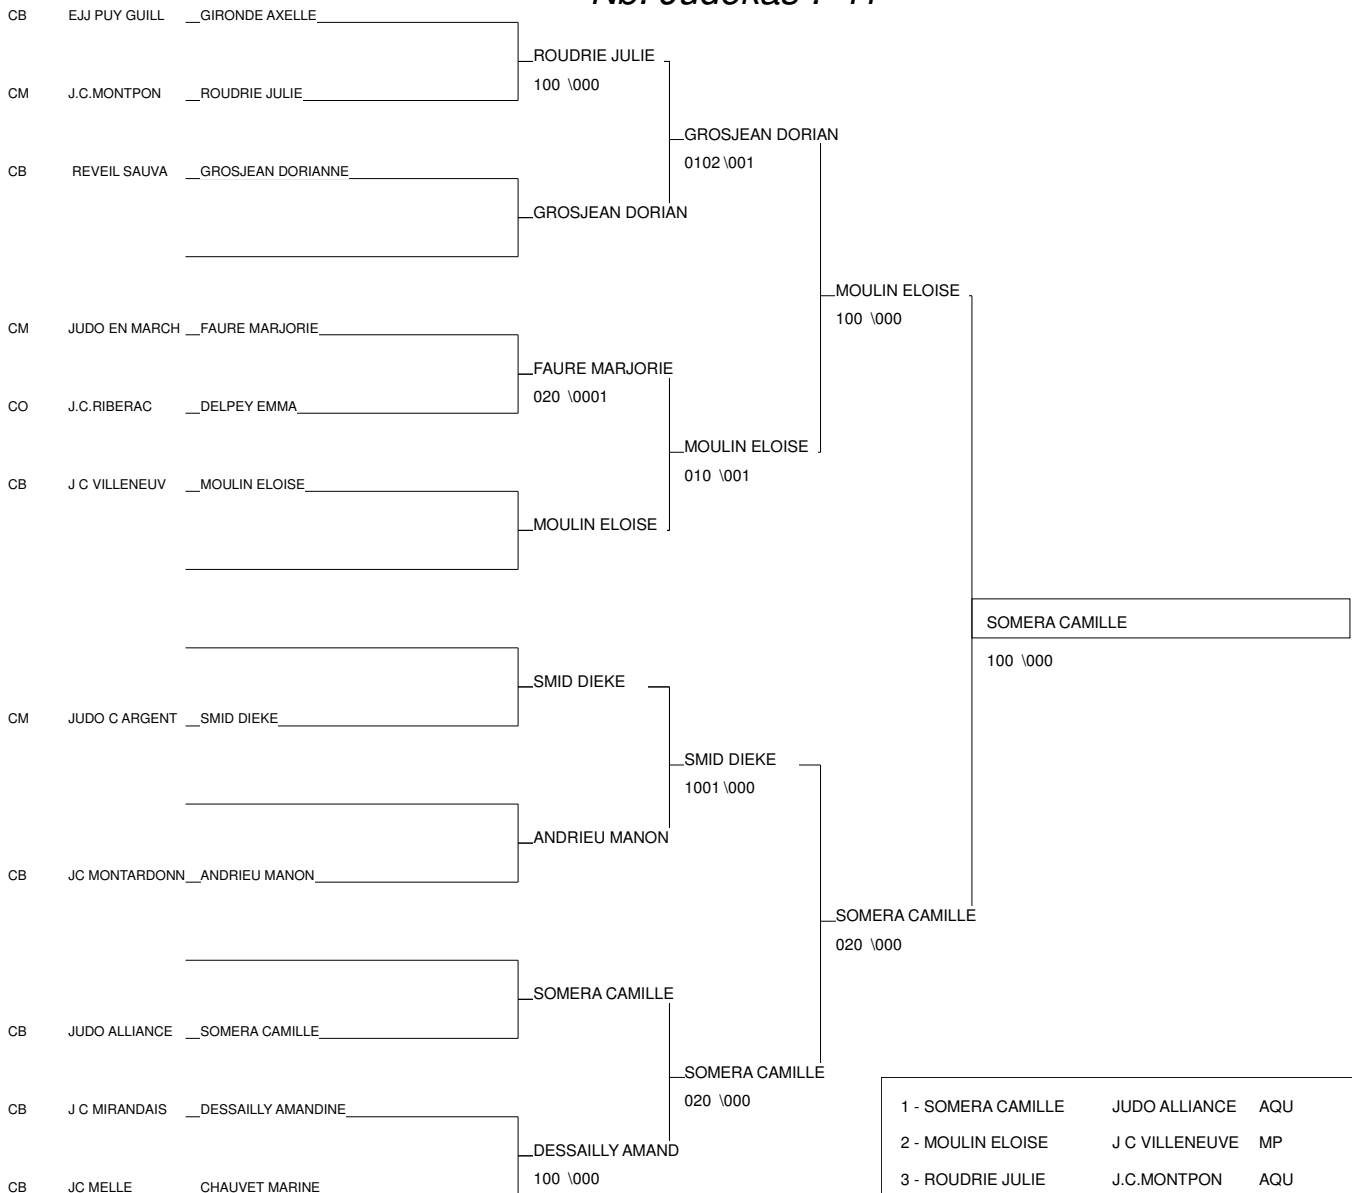 Nb. Judokas : 11
CB EJJ PUY GUILL GIRONDE AXELLE
ROUDRIE JULIE
100 \000
CM J.C.MONTPON ROUDRIE JULIE
GROSJEAN DORIAN
0102 \001
CB REVEIL SAUVA GROSJEAN DORIANNE
GROSJEAN DORIAN
MOULIN ELOISE
100 \000
CM JUDO EN MARCH FAURE MARJORIE
FAURE MARJORIE
020 \0001
CO J.C.RIBERAC DELPEY EMMA
MOULIN ELOISE
010 \001
CB J C VILLENEUV MOULIN ELOISE
MOULIN ELOISE
SOMERA CAMILLE
100 \000
SMID DIEKE
CM JUDO C ARGENT SMID DIEKE
SMID DIEKE
1001 \000
ANDRIEU MANON
CB JC MONTARDONN ANDRIEU MANON
SOMERA CAMILLE
020 \000
SOMERA CAMILLE
CB JUDO ALLIANCE SOMERA CAMILLE
SOMERA CAMILLE
020 \000
CB J C MIRANDAIS DESSAILLY AMANDINE
DESSAILLY AMAND
100 \000
CB JC MELLE CHAUVET MARINE
1 - SOMERA CAMILLE JUDO ALLIANCE AQU
2 - MOULIN ELOISE J C VILLENEUVE MP
3 - ROUDRIE JULIE J.C.MONTPON AQU